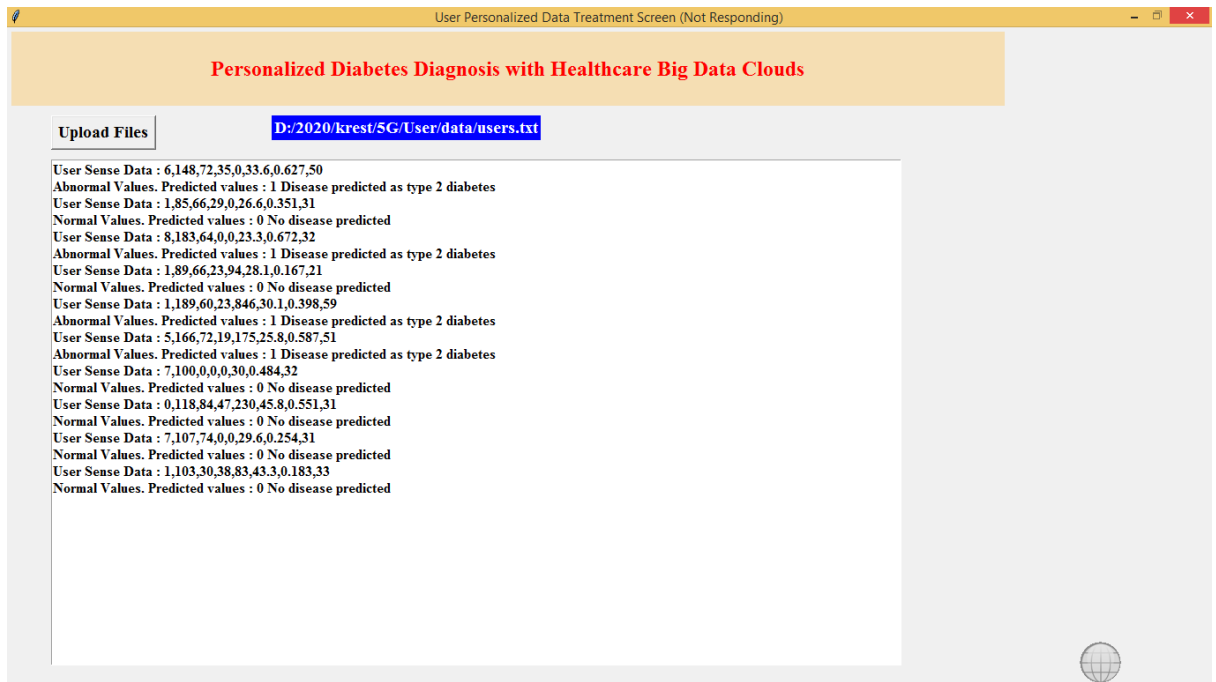 User Personalized Data Treatment Screen (Not Responding)
Personalized Diabetes Diagnosis with Healthcare Big Data Clouds
Upload Files
D:/2020/krest/5G/User/data/users.txt
User Sense Data : 6,148,72,35,0,33.6,0.627,50
Abnormal Values. Predicted values : 1 Disease predicted as type 2 diabetes
User Sense Data : 1,85,66,29,0,26.6,0.351,31
Normal Values. Predicted values : 0 No disease predicted
User Sense Data : 8,183,64,0,0,23.3,0.672,32
Abnormal Values. Predicted values : 1 Disease predicted as type 2 diabetes
User Sense Data : 1,89,66,23,94,28.1,0.167,21
Normal Values. Predicted values : 0 No disease predicted
User Sense Data : 1,189,60,23,846,30.1,0.398,59
Abnormal Values. Predicted values : 1 Disease predicted as type 2 diabetes
User Sense Data : 5,166,72,19,175,25.8,0.587,51
Abnormal Values. Predicted values : 1 Disease predicted as type 2 diabetes
User Sense Data : 7,100,0,0,0,30,0.484,32
Normal Values. Predicted values : 0 No disease predicted
User Sense Data : 0,118,84,47,230,45.8,0.551,31
Normal Values. Predicted values : 0 No disease predicted
User Sense Data : 7,107,74,0,0,29.6,0.254,31
Normal Values. Predicted values : 0 No disease predicted
User Sense Data : 1,103,30,38,83,43.3,0.183,33
Normal Values. Predicted values : 0 No disease predicted